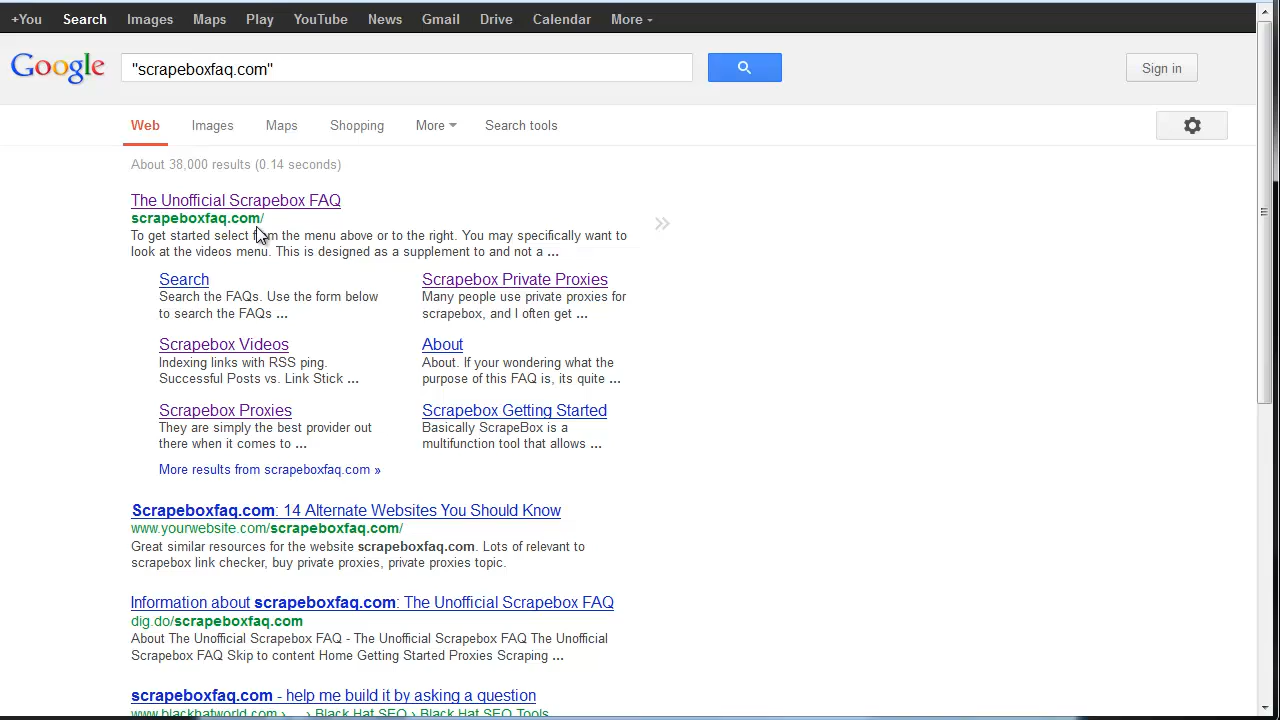 +You Search Images Maps Play YouTube News Gmail Drive Calendar More
Google "scrapeboxfaq.com" Sign in
Web Images Maps Shopping More Search tools
About 38,000 results (0.14 seconds)
The Unofficial Scrapebox FAQ
scrapeboxfaq.com/
To get started select from the menu above or to the right. You may specifically want to
look at the videos menu. This is designed as a supplement to and not a ...
Search
Search the FAQs. Use the form below
to search the FAQs ...
Scrapebox Private Proxies
Many people use private proxies for
scrapebox, and I often get ...
Scrapebox Videos
Indexing links with RSS ping.
Successful Posts vs. Link Stick ...
About
About. If your wondering what the
purpose of this FAQ is, its quite ...
Scrapebox Proxies
They are simply the best provider out
there when it comes to ...
Scrapebox Getting Started
Basically ScrapeBox is a
multifunction tool that allows ...
More results from scrapeboxfaq.com »
Scrapeboxfaq.com: 14 Alternate Websites You Should Know
www.yourwebsite.com/scrapeboxfaq.com/
Great similar resources for the website scrapeboxfaq.com. Lots of relevant to
scrapebox link checker, buy private proxies, private proxies topic.
Information about scrapeboxfaq.com: The Unofficial Scrapebox FAQ
dig.do/scrapeboxfaq.com
About The Unofficial Scrapebox FAQ - The Unofficial Scrapebox FAQ The Unofficial
Scrapebox FAQ Skip to content Home Getting Started Proxies Scraping ...
scrapeboxfaq.com - help me build it by asking a question
www.blackhatworld.com › ... › Black Hat SEO › Black Hat SEO Tools